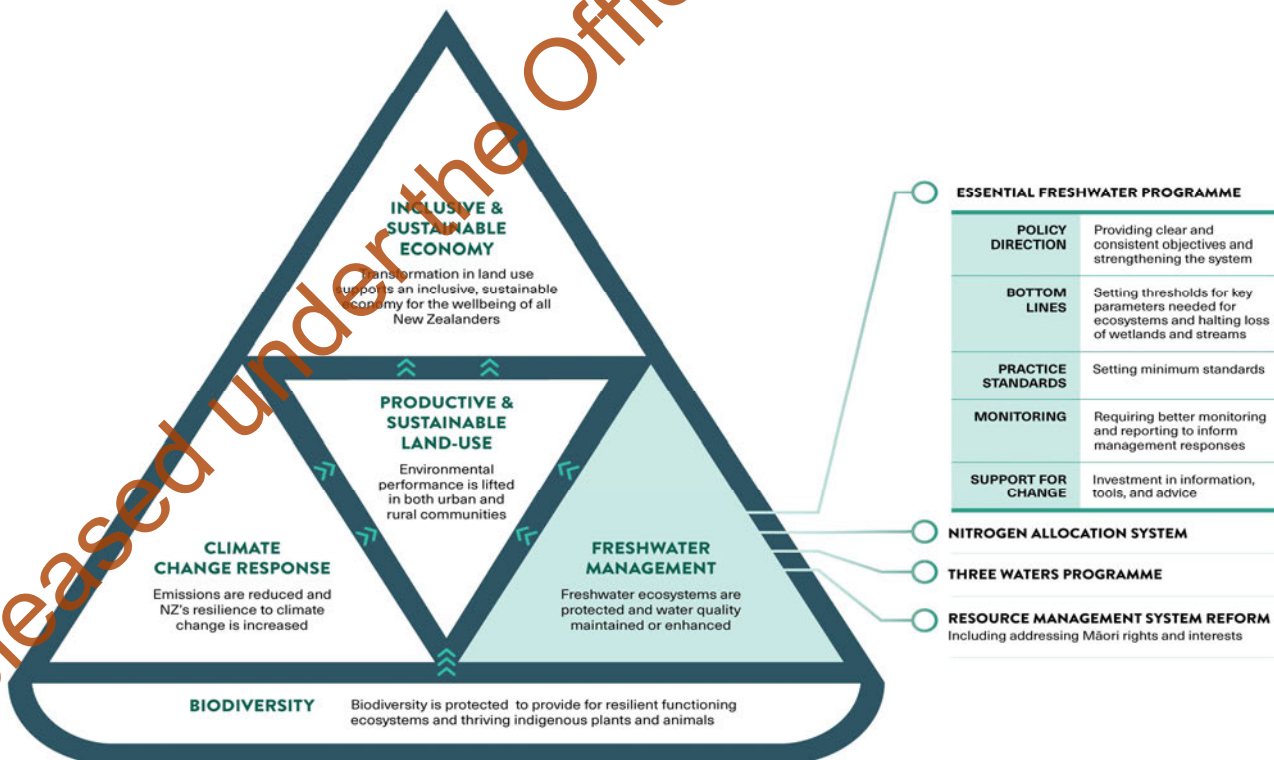 Released under the Offic
INCLUSIVE &
SUSTAINABLE
ECONOMY
Transformation in land use
supports an inclusive, sustainable
economy for the wellbeing of all
New Zealanders
PRODUCTIVE &
SUSTAINABLE
LAND-USE
Environmental
performance is lifted
in both urban and
rural communities
CLIMATE
CHANGE RESPONSE
Emissions are reduced and
NZ's resilience to climate
change is increased
FRESHWATER
MANAGEMENT
Freshwater ecosystems are
protected and water quality
maintained or enhanced
BIODIVERSITY
Biodiversity is protected to provide for resilient functioning
ecosystems and thriving indigenous plants and animals
ESSENTIAL FRESHWATER PROGRAMME
POLICY
DIRECTION
Providing clear and
consistent objectives and
strengthening the system
BOTTOM
LINES
Setting thresholds for key
parameters needed for
ecosystems and halting loss
of wetlands and streams
PRACTICE
STANDARDS
Setting minimum standards
MONITORING
Requiring better monitoring
and reporting to inform
management responses
SUPPORT FOR
CHANGE
Investment in information,
tools, and advice
NITROGEN ALLOCATION SYSTEM
THREE WATERS PROGRAMME
RESOURCE MANAGEMENT SYSTEM REFORM
Including addressing Māori rights and interests